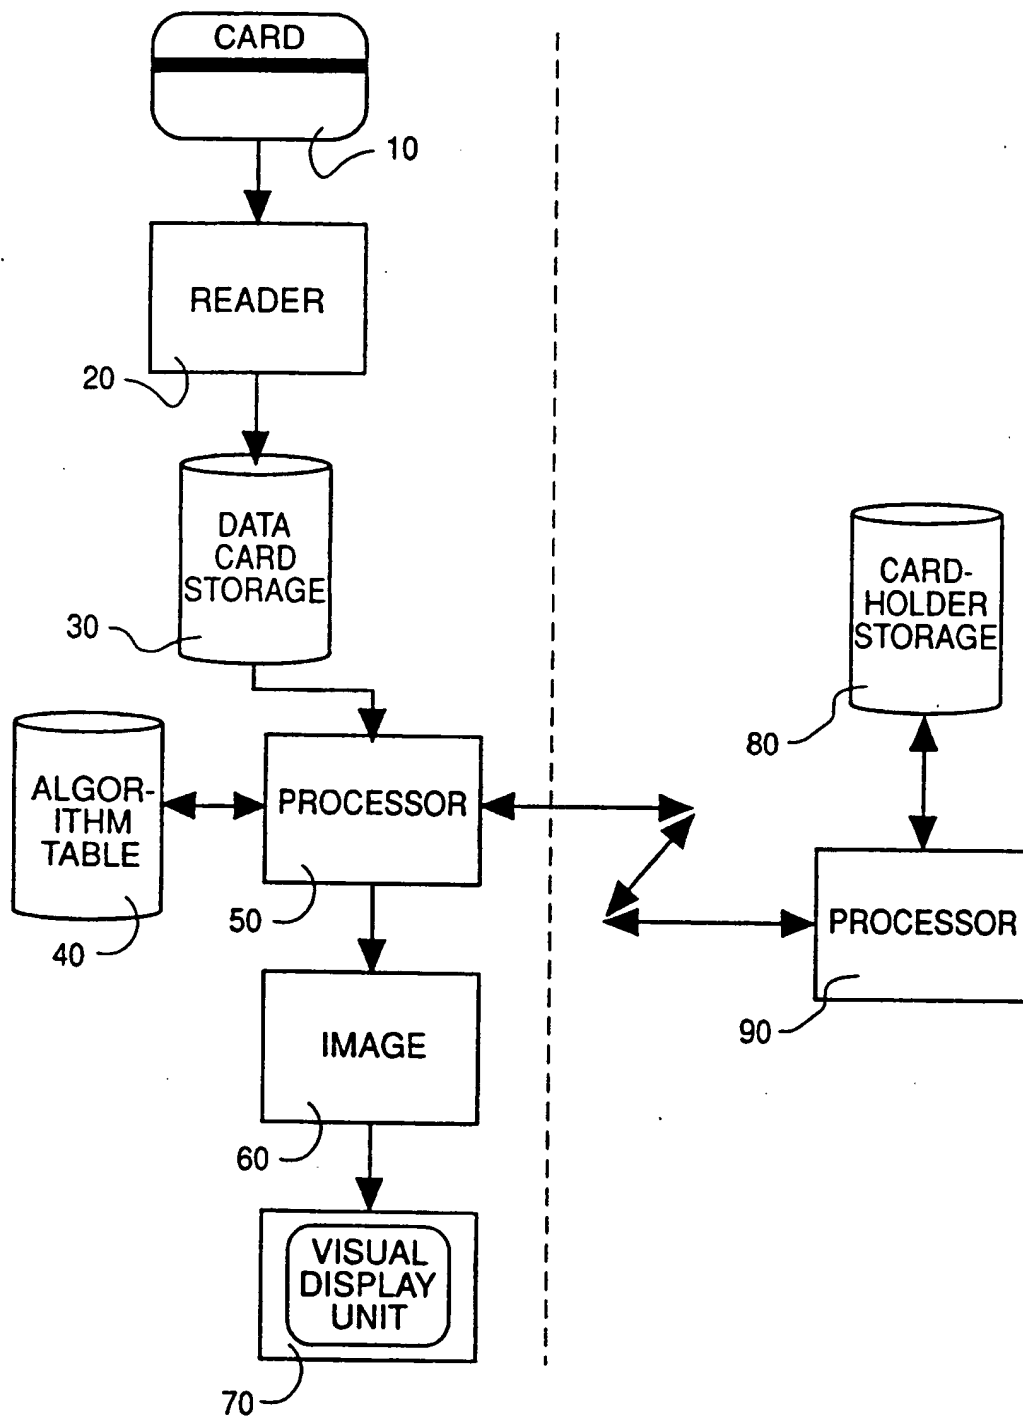 CARD
10
READER
20
DATA
CARD
STORAGE
30
CARD-
HOLDER
STORAGE
80
ALGOR-
ITHM
TABLE
40
PROCESSOR
50
PROCESSOR
90
IMAGE
60
VISUAL
DISPLAY
UNIT
70